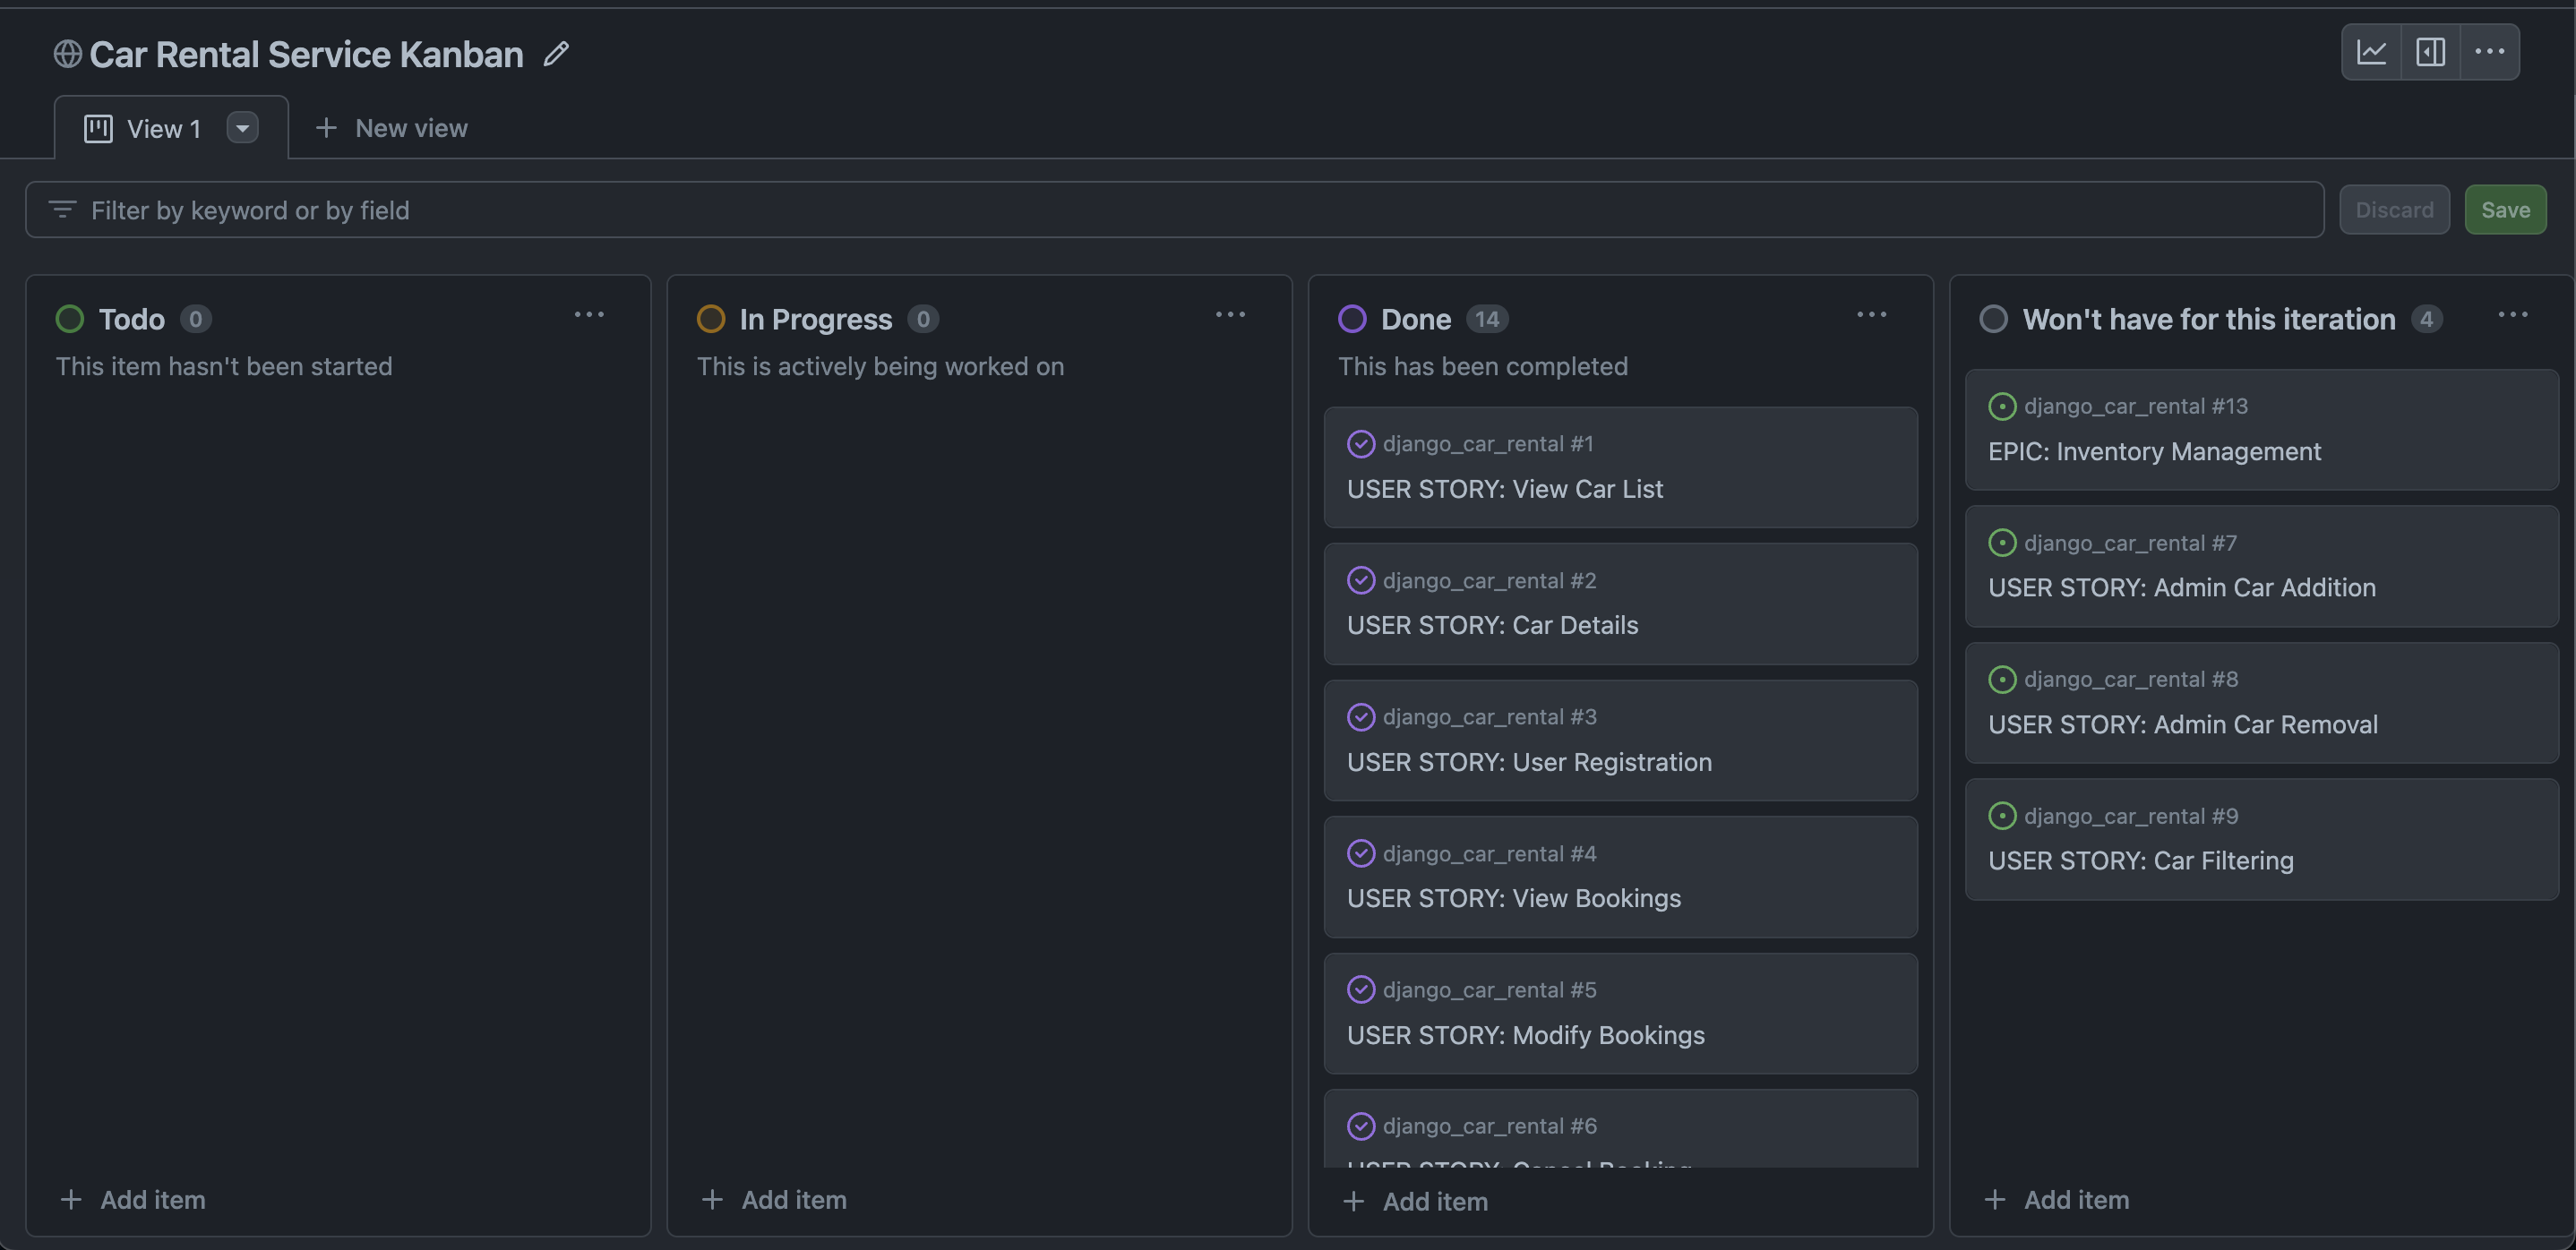 Car Rental Service Kanban
View 1
New view
Filter by keyword or by field
Discard
Save
Todo 0
This item hasn't been started
Add item
In Progress 0
This is actively being worked on
Add item
Done 14
This has been completed
django_car_rental #1
USER STORY: View Car List
django_car_rental #2
USER STORY: Car Details
django_car_rental #3
USER STORY: User Registration
django_car_rental #4
USER STORY: View Bookings
django_car_rental #5
USER STORY: Modify Bookings
django_car_rental #6
USER STORY: Cancel Booking
Add item
Won't have for this iteration 4
django_car_rental #13
EPIC: Inventory Management
django_car_rental #7
USER STORY: Admin Car Addition
django_car_rental #8
USER STORY: Admin Car Removal
django_car_rental #9
USER STORY: Car Filtering
Add item